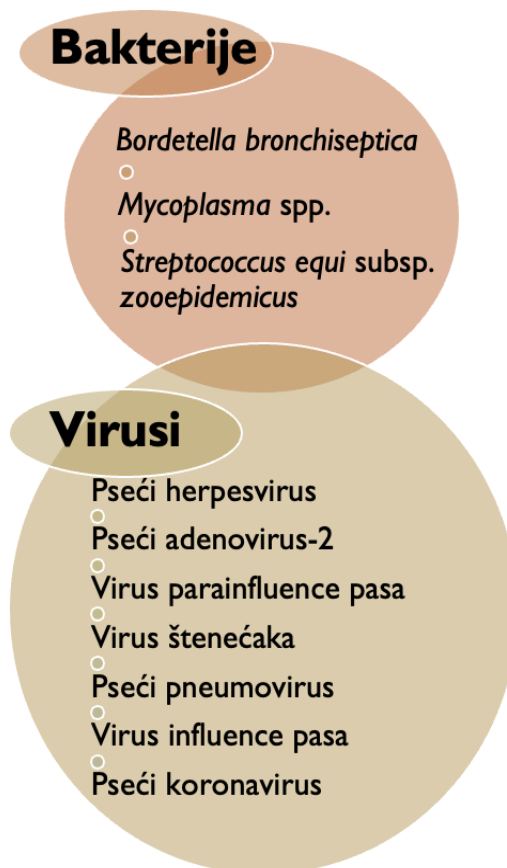 Bakterije
Bordetella bronchiseptica
Mycoplasma spp.
Streptococcus equi subsp.
zooepidemicus
Virusi
Pseći herpesvirus
Pseći adenovirus-2
Virus parainfluence pasa
Virus štenećaka
Pseći pneumovirus
Virus influence pasa
Pseći koronavirus